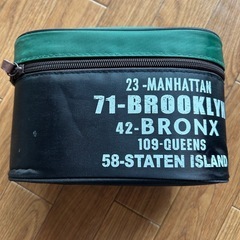 23-MANHATTAN
71-BROOKLYN
42-BRONX
109-QUEENS
58-STATEN ISLAND